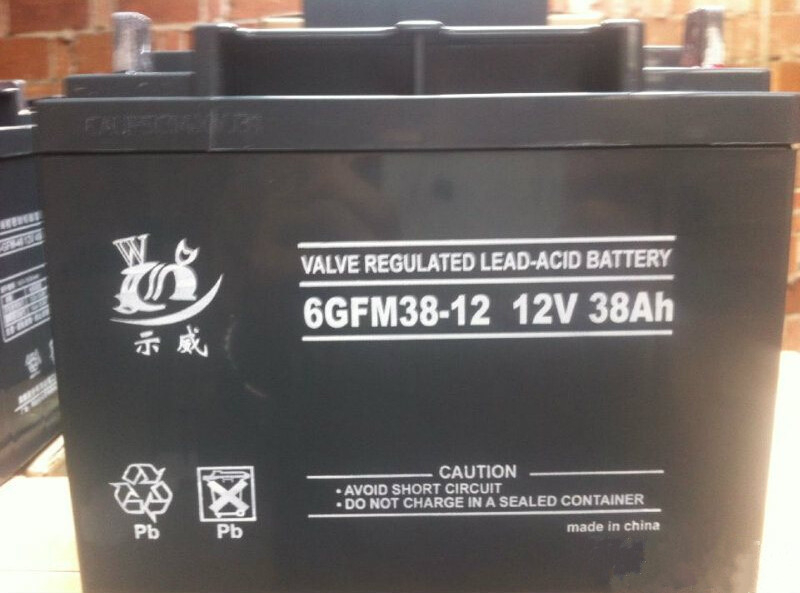 W
示威
VALVE REGULATED LEAD-ACID BATTERY
6GFM38-12 12V 38Ah
Pb
Pb
CAUTION
• AVOID SHORT CIRCUIT
• DO NOT CHARGE IN A SEALED CONTAINER
made in china